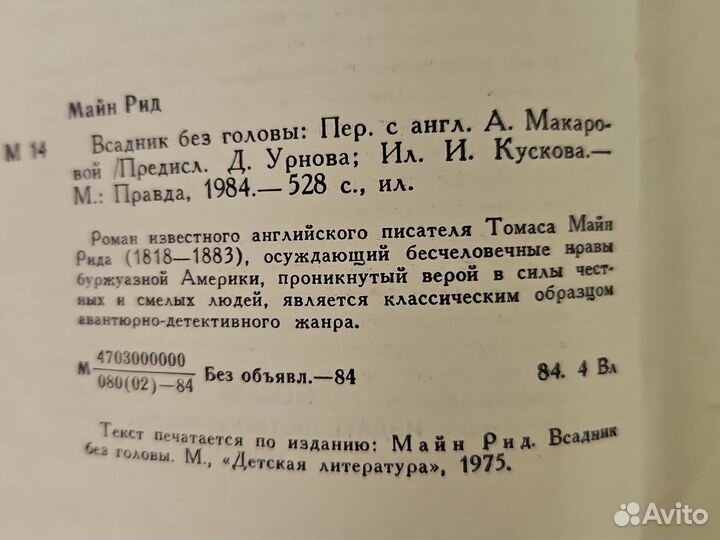 Майн Рид
М 14 Всадник без головы: Пер. с англ. А. Макаро-
вой /Предисл. Д. Урнова; Ил. И. Кускова.—
М.: Правда, 1984.— 528 с., ил.
Роман известного английского писателя Томаса Майн
Рида (1818—1883), осуждающий бесчеловечные нравы
буржуазной Америки, проникнутый верой в силы чест-
ных и смелых людей, является классическим образцом
авантюрно-детективного жанра.
М 4703000000
080(02)—84 Без объявл.—84 84. 4 Вл
Текст печатается по изданию: Майн Рид. Всадник
без головы. М., «Детская литература», 1975.
Avito